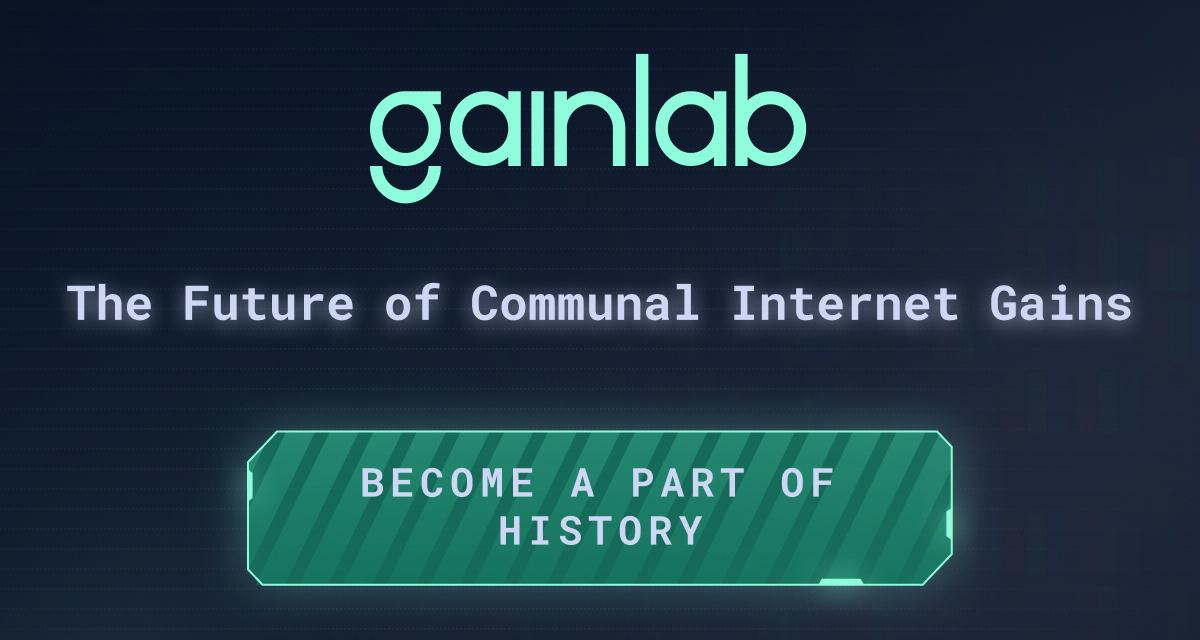 gainlab
The Future of Communal Internet Gains
BECOME A PART OF
HISTORY